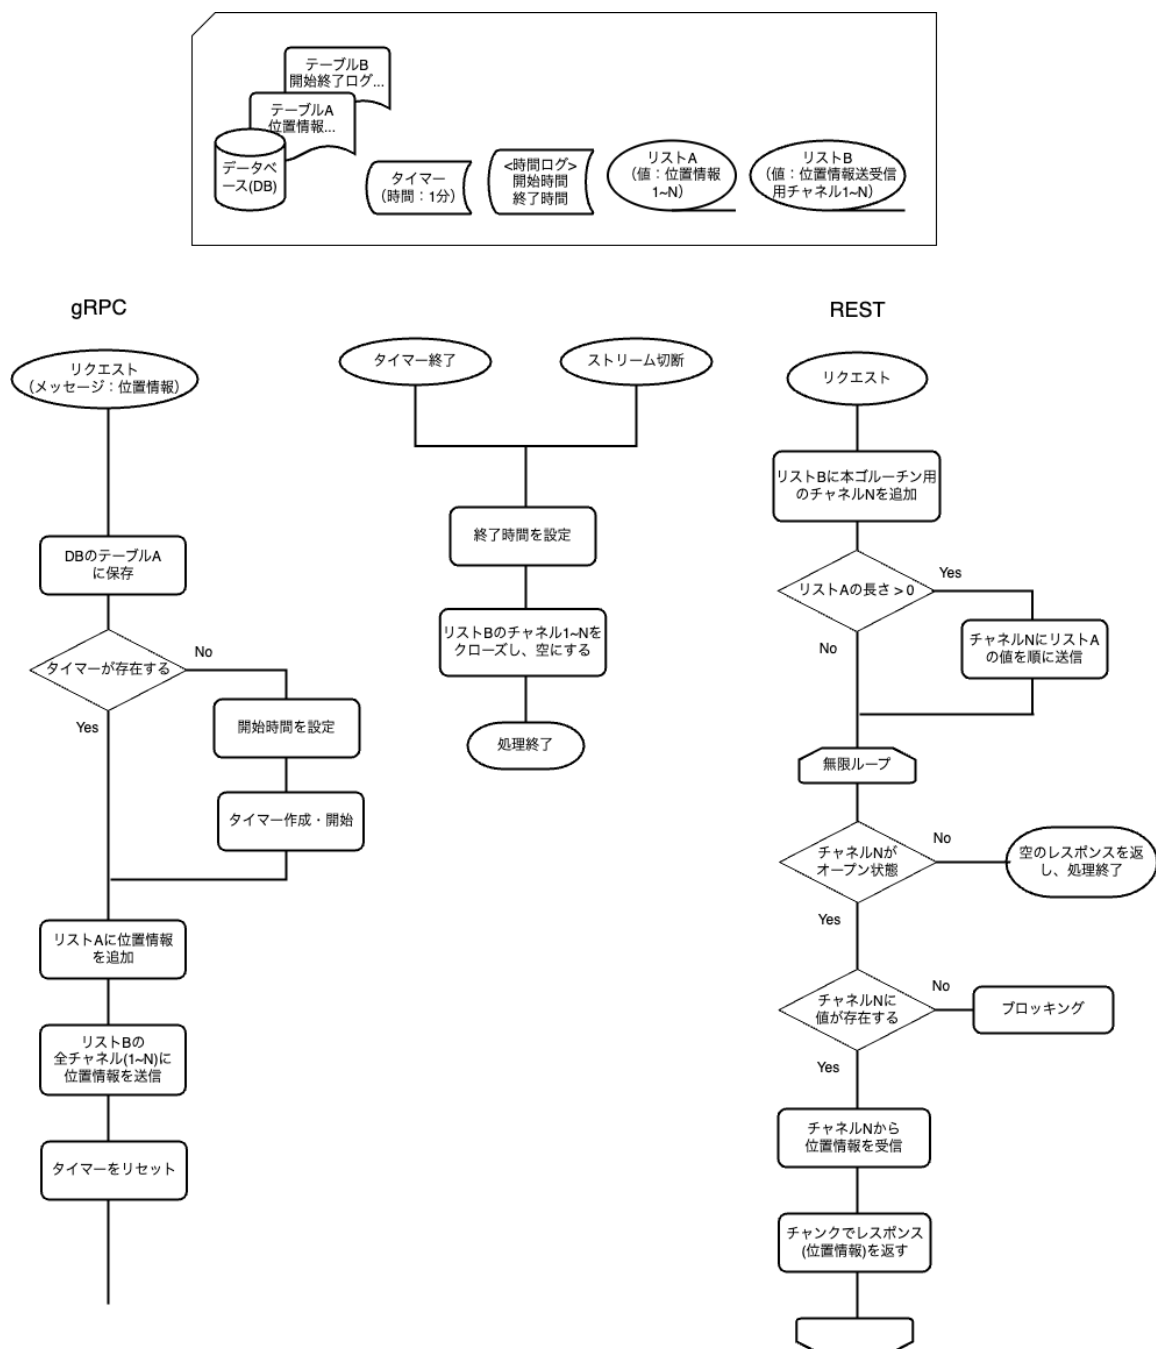 テーブルB
開始終了ログ...
テーブルA
位置情報...
データベ
ース(DB)
タイマー
（時間：1分）
<時間ログ>
開始時間
終了時間
リストA
（値：位置情報
1~N）
リストB
（値：位置情報送受信
用チャネル1~N）
gRPC
リクエスト
（メッセージ：位置情報）
DBのテーブルA
に保存
タイマーが存在する
No
Yes
開始時間を設定
タイマー作成・開始
リストAに位置情報
を追加
リストBの
全チャネル(1~N)に
位置情報を送信
タイマーをリセット
タイマー終了
ストリーム切断
終了時間を設定
リストBのチャネル1~Nを
クローズし、空にする
処理終了
REST
リクエスト
リストBに本ゴルーチン用
のチャネルNを追加
リストAの長さ > 0
Yes
No
チャネルNにリストA
の値を順に送信
無限ループ
チャネルNが
オープン状態
No
空のレスポンスを返
し、処理終了
Yes
チャネルNに
値が存在する
No
ブロッキング
Yes
チャネルNから
位置情報を受信
チャンクでレスポンス
(位置情報)を返す